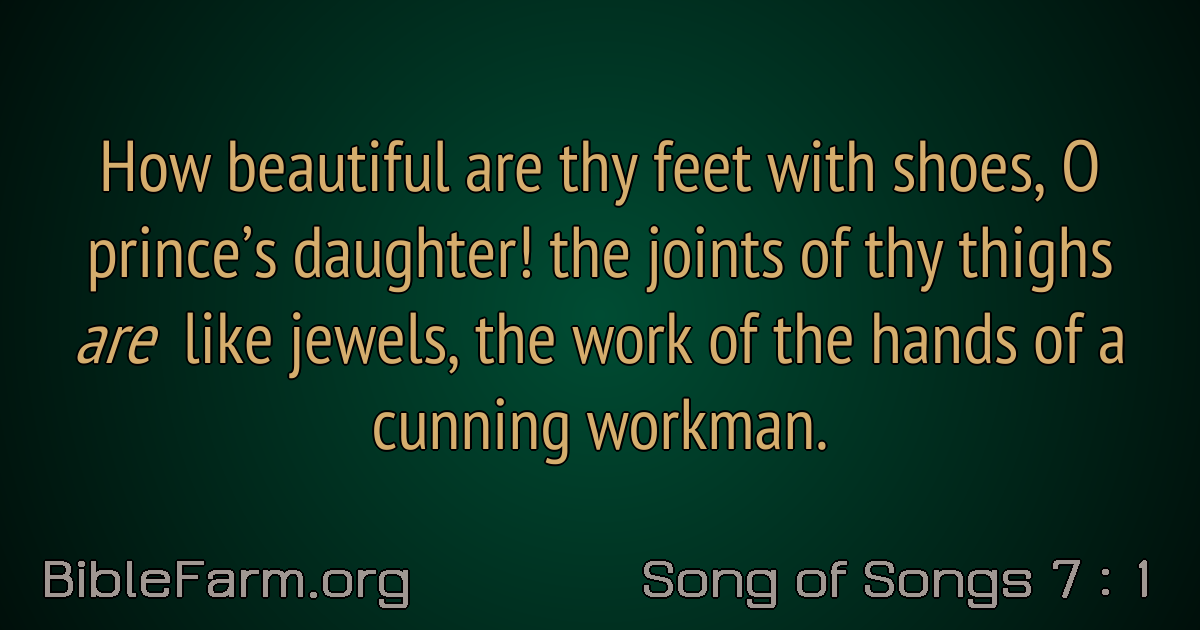 How beautiful are thy feet with shoes, O
prince’s daughter! the joints of thy thighs
are like jewels, the work of the hands of a
cunning workman.
BibleFarm.org
Song of Songs 7 : 1